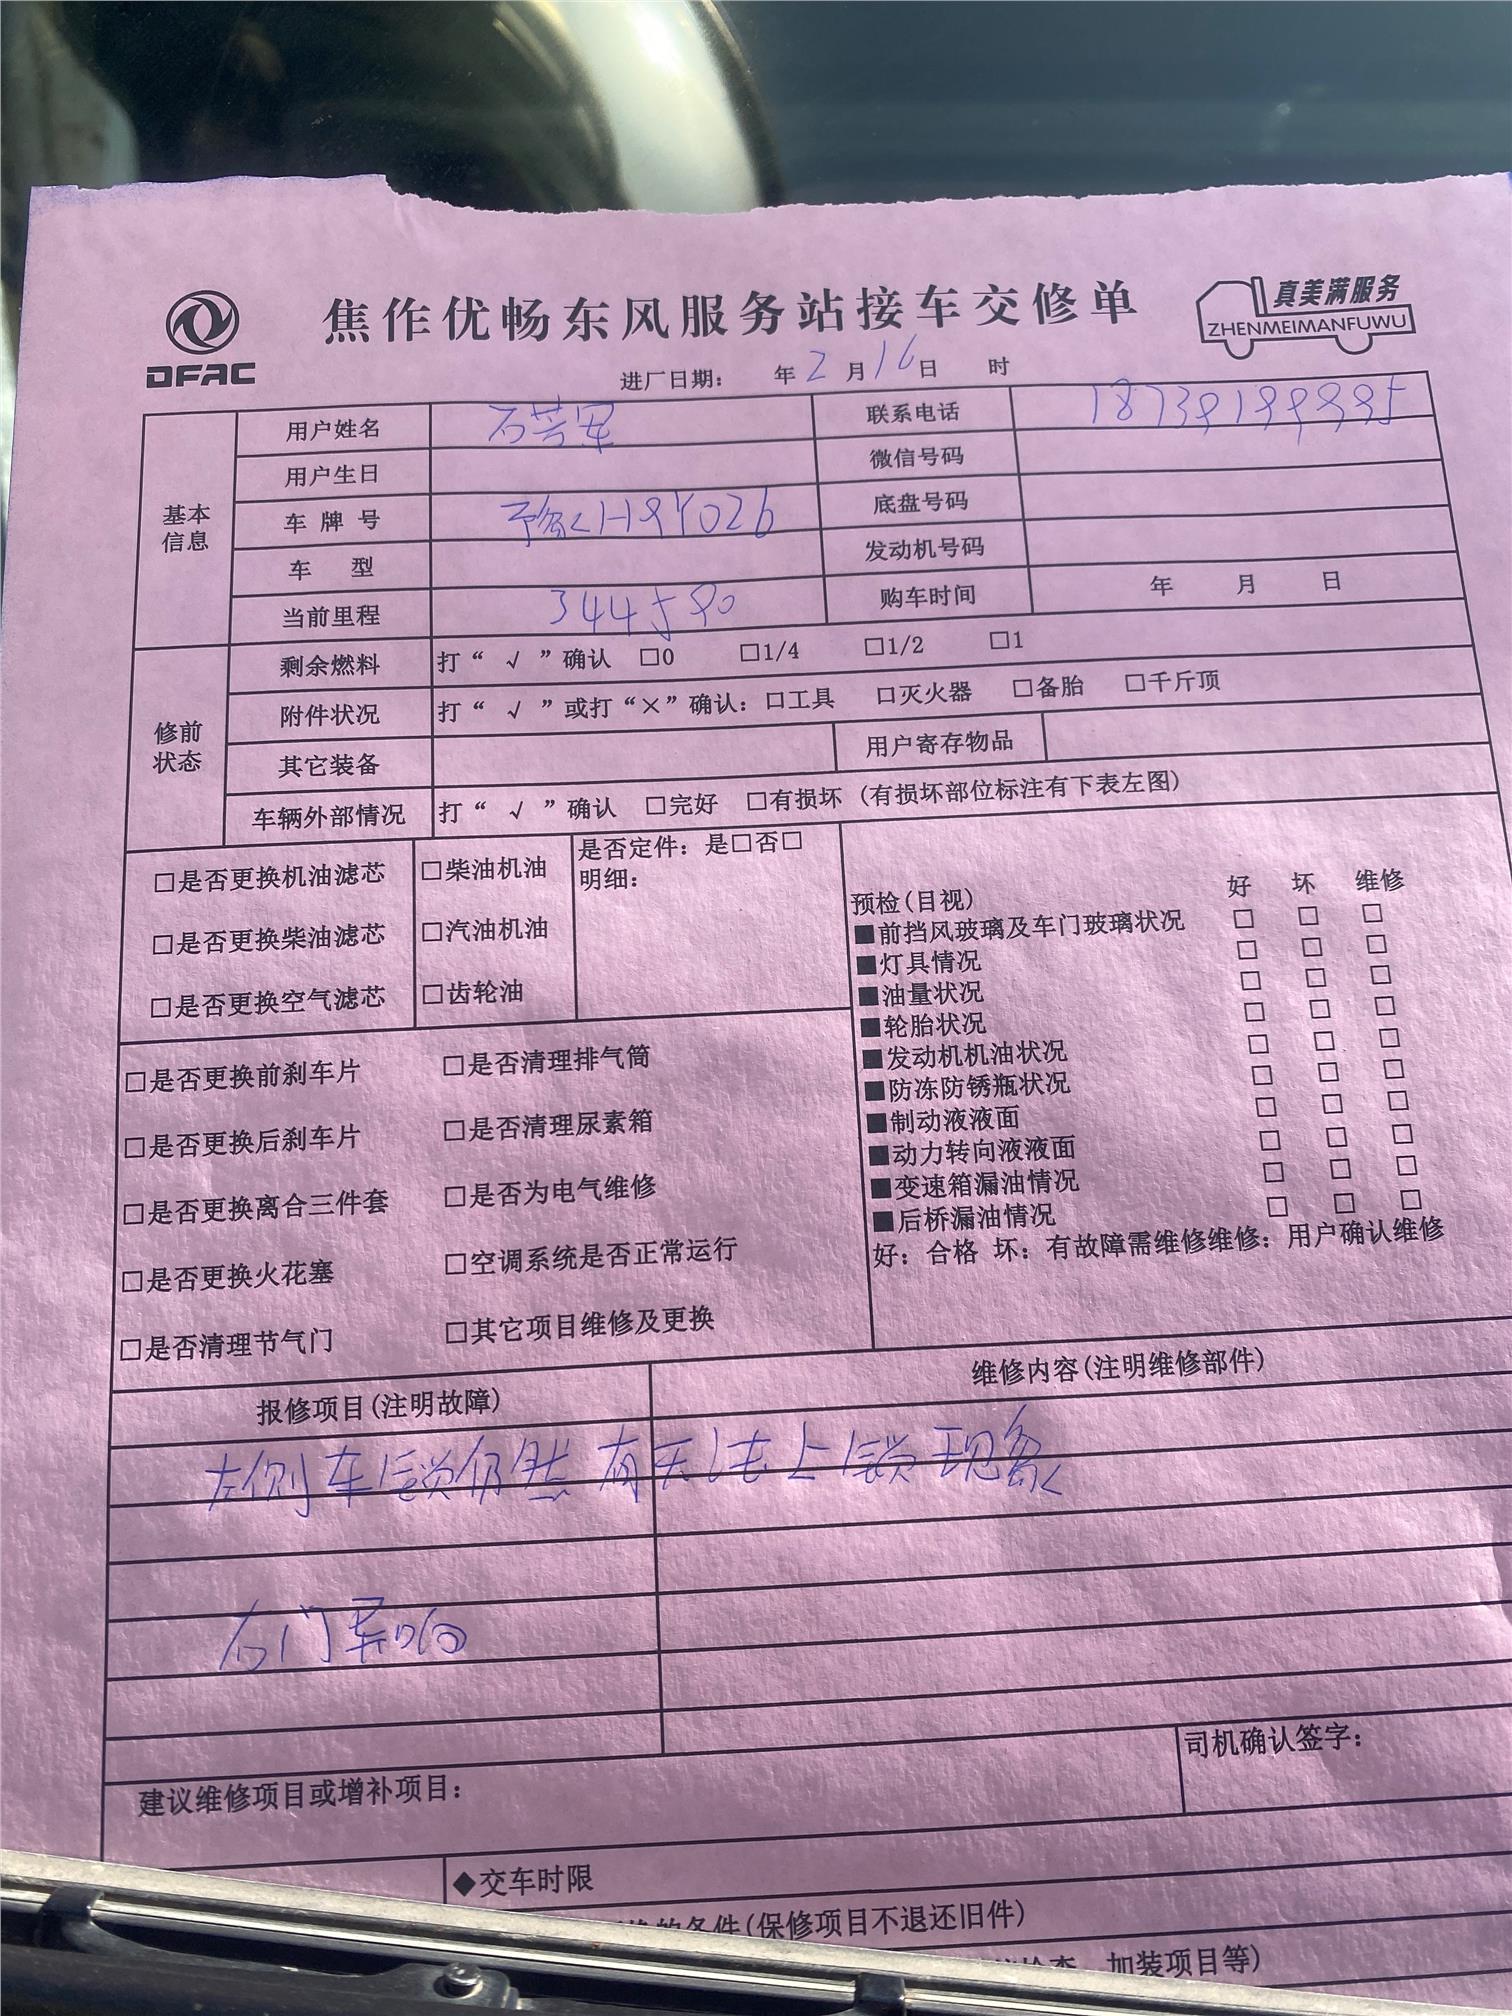 DFAC
焦作优畅东风服务站接车交修单
真美满服务
ZHENMEIMANFUWU
进厂日期: 年2月16日 时
基本信息
用户姓名 石芳军 联系电话
用户生日 微信号码
车牌号 豫H9Y026 底盘号码
车型 发动机号码
当前里程 344590 购车时间 年 月 日
修前状态
剩余燃料 打“√”确认 □0 □1/4 □1/2 □1
附件状况 打“√”或打“×”确认: □工具 □灭火器 □备胎 □千斤顶
其它装备 用户寄存物品
车辆外部情况 打“√”确认 □完好 □有损坏 (有损坏部位标注有下表左图)
□是否更换机油滤芯 □柴油机油
□是否更换柴油滤芯 □汽油机油
□是否更换空气滤芯 □齿轮油
是否定件: 是□否□
明细:
□是否更换前刹车片 □是否清理排气筒
□是否更换后刹车片 □是否清理尿素箱
□是否更换离合三件套 □是否为电气维修
□是否更换火花塞 □空调系统是否正常运行
□是否清理节气门 □其它项目维修及更换
预检(目视) 好 坏 维修
■前挡风玻璃及车门玻璃状况 □ □ □
■灯具情况 □ □ □
■油量状况 □ □ □
■轮胎状况 □ □ □
■发动机机油状况 □ □ □
■防冻防锈瓶状况 □ □ □
■制动液液面 □ □ □
■动力转向液液面 □ □ □
■变速箱漏油情况 □ □ □
■后桥漏油情况 □ □ □
好: 合格 坏: 有故障需维修维修: 用户确认维修
报修项目(注明故障) 维修内容(注明维修部件)
左侧车锁仍然有无法上锁现象
右门异响
建议维修项目或增补项目:
司机确认签字:
◆交车时限
的条件(保修项目不退还旧件)
检查、加装项目等)